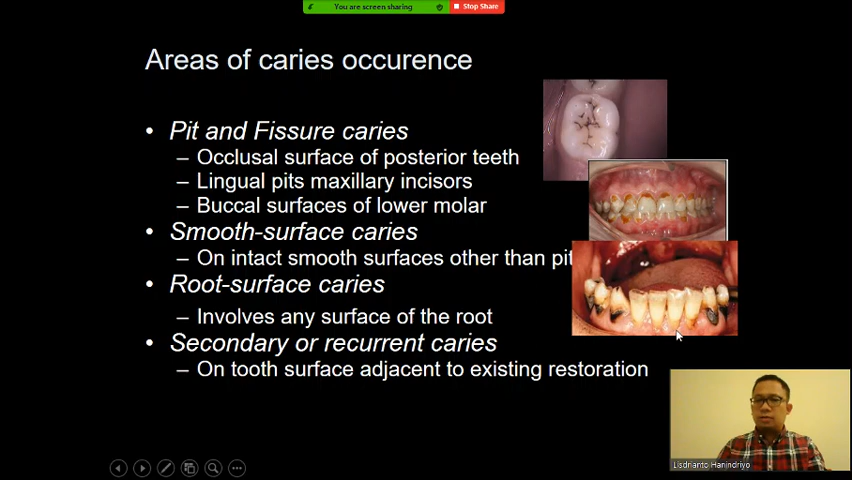 You are screen sharing
Stop Share
Areas of caries occurence
• Pit and Fissure caries
– Occlusal surface of posterior teeth
– Lingual pits maxillary incisors
– Buccal surfaces of lower molar
• Smooth-surface caries
– On intact smooth surfaces other than pit
• Root-surface caries
– Involves any surface of the root
• Secondary or recurrent caries
– On tooth surface adjacent to existing restoration
Lisdrianto Hanindriyo